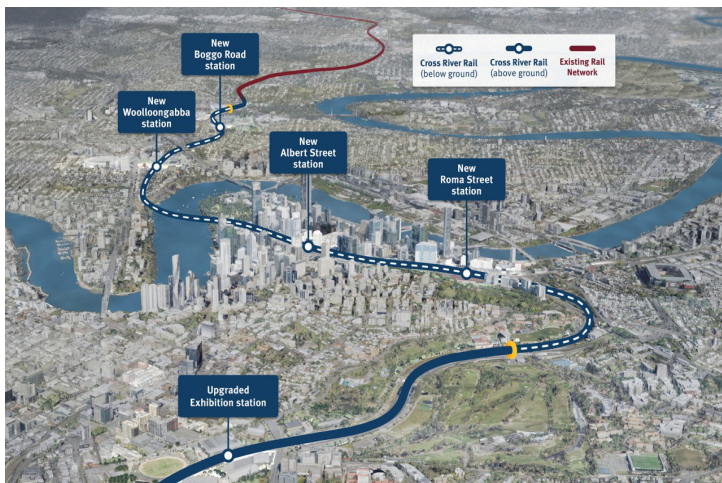 New
Boggo Road
station
New
Woolloongabba
station
New
Albert Street
station
New
Roma Street
station
Upgraded
Exhibition station
Cross River Rail
(below ground)
Cross River Rail
(above ground)
Existing Rail
Network